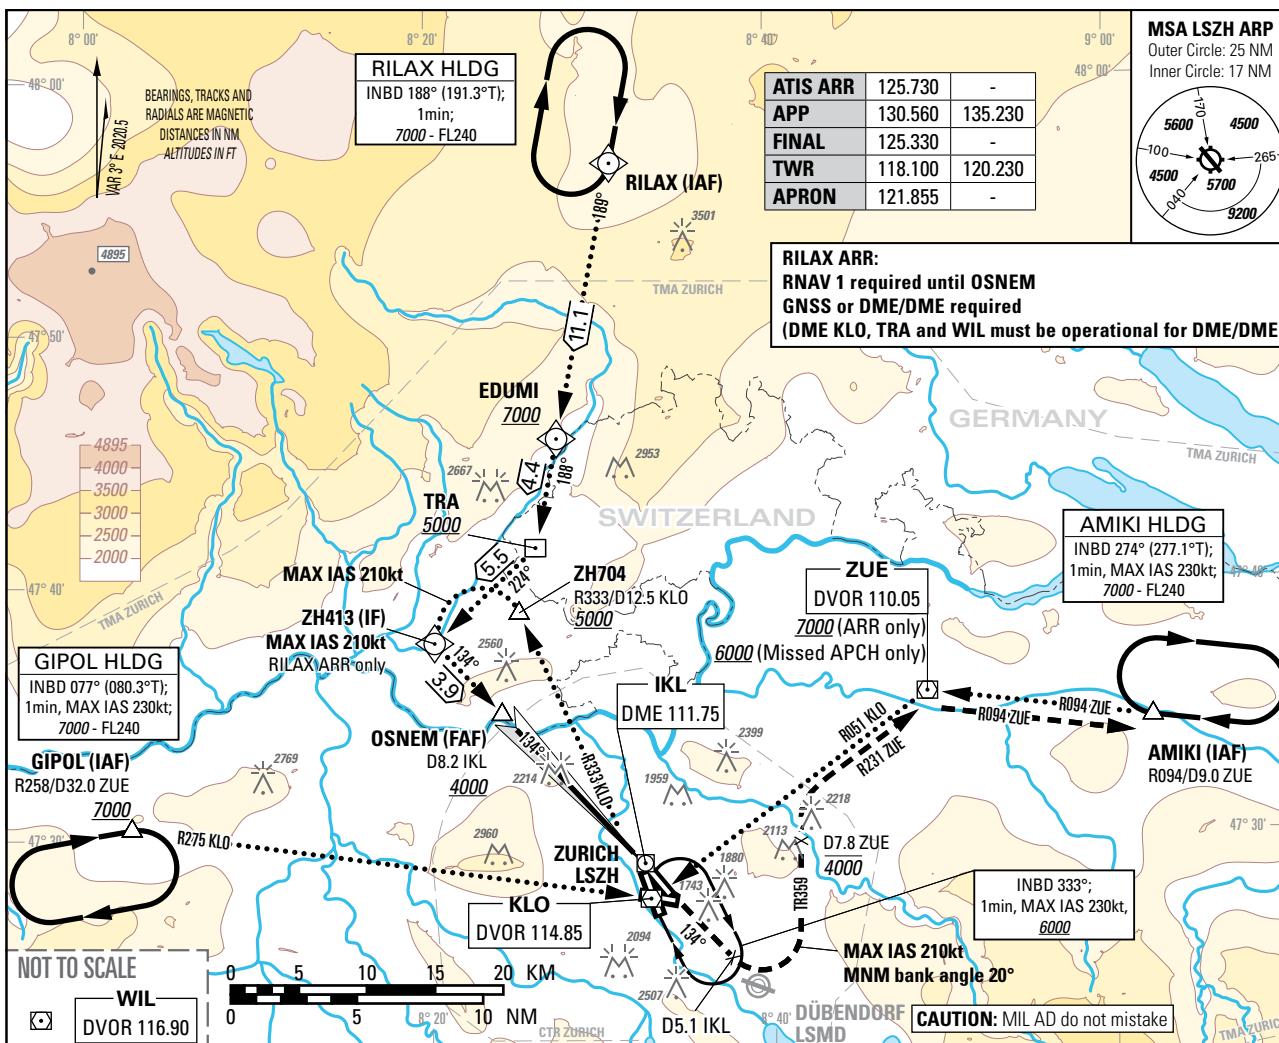 8° 00'
8° 20'
8° 40'
9° 00'
48° 00'
48° 00'
BEARINGS, TRACKS AND
RADIALS ARE MAGNETIC
DISTANCES IN NM
ALTITUDES IN FT
VAR 3° E 2020.5
RILAX HLDG
INBD 188° (191.3°T);
1min;
7000 - FL240
RILAX (IAF)
ATIS ARR 125.730 -
APP 130.560 135.230
FINAL 125.330 -
TWR 118.100 120.230
APRON 121.855 -
MSA LSZH ARP
Outer Circle: 25 NM
Inner Circle: 17 NM
170
5600
4500
100
265
4500
5700
040
9200
RILAX ARR:
RNAV 1 required until OSNEM
GNSS or DME/DME required
(DME KLO, TRA and WIL must be operational for DME/DME
189°
3501
4895
TMA ZURICH
11.1
47° 50'
EDUMI
7000
GERMANY
TMA ZURICH
4895
4000
3500
3000
2500
2000
2667
4.4
188°
2953
TRA
5000
SWITZERLAND
AMIKI HLDG
INBD 274° (277.1°T);
1min, MAX IAS 230kt;
7000 - FL240
47° 40'
47° 40'
TMA ZURICH
MAX IAS 210kt
5.5
224°
ZH704
R333/D12.5 KLO
5000
ZUE
DVOR 110.05
7000 (ARR only)
6000 (Missed APCH only)
ZH413 (IF)
MAX IAS 210kt
RILAX ARR only
134°
3.9
2560
GIPOL HLDG
INBD 077° (080.3°T);
1min, MAX IAS 230kt;
7000 - FL240
IKL
DME 111.75
R094 ZUE
R094 ZUE
R051 KLO
R231 ZUE
AMIKI (IAF)
R094/D9.0 ZUE
OSNEM (FAF)
D8.2 IKL
4000
134°
2214
R333 KLO
2399
1959
2218
GIPOL (IAF)
R258/D32.0 ZUE
7000
2769
47° 30'
47° 30'
R275 KLO
2960
ZURICH
LSZH
2113
D7.8 ZUE
4000
1880
1743
TR359
KLO
DVOR 114.85
134°
INBD 333°;
1min, MAX IAS 230kt,
6000
MAX IAS 210kt
MNM bank angle 20°
2094
2507
NOT TO SCALE
WIL
DVOR 116.90
0 5 10 15 20 KM
0 5 10 NM
8° 20'
CTR ZURICH
D5.1 IKL
8° 40'
DÜBENDORF
LSMD
CAUTION: MIL AD do not mistake
TMA ZURI